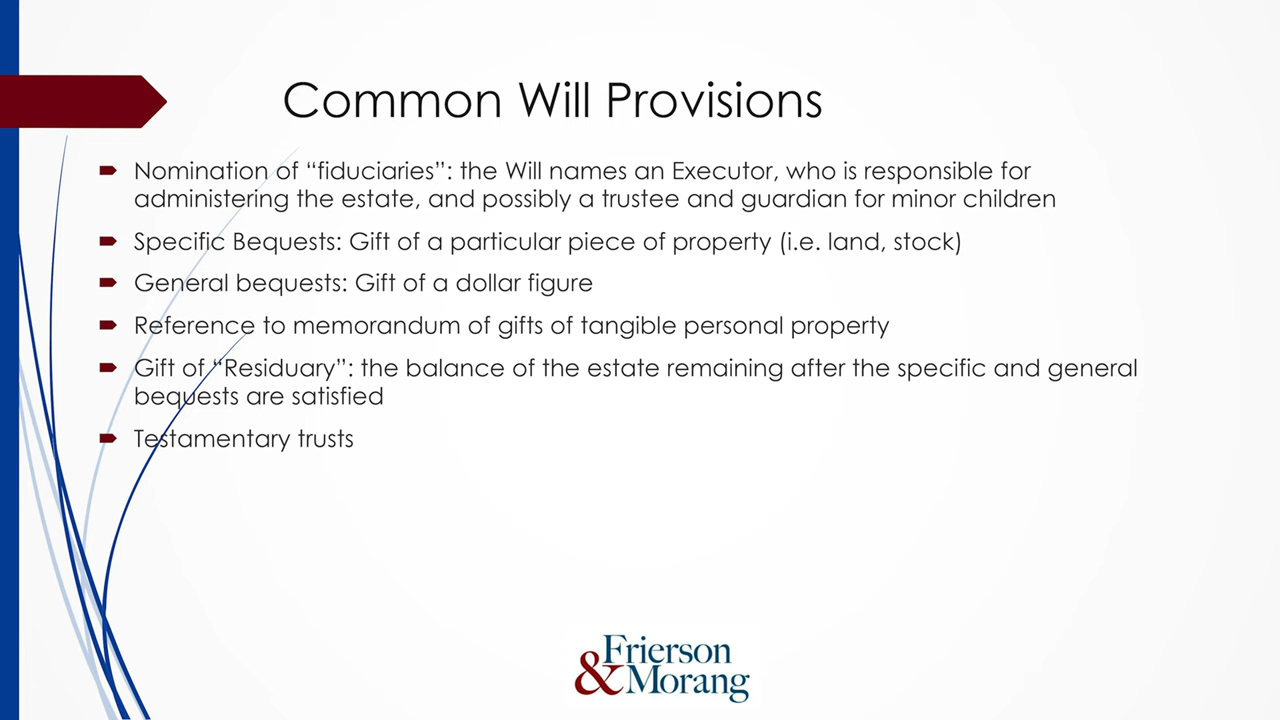 Common Will Provisions
Nomination of “fiduciaries”: the Will names an Executor, who is responsible for
administering the estate, and possibly a trustee and guardian for minor children
Specific Bequests: Gift of a particular piece of property (i.e. land, stock)
General bequests: Gift of a dollar figure
Reference to memorandum of gifts of tangible personal property
Gift of “Residuary”: the balance of the estate remaining after the specific and general
bequests are satisfied
Testamentary trusts
Frierson
&Morang